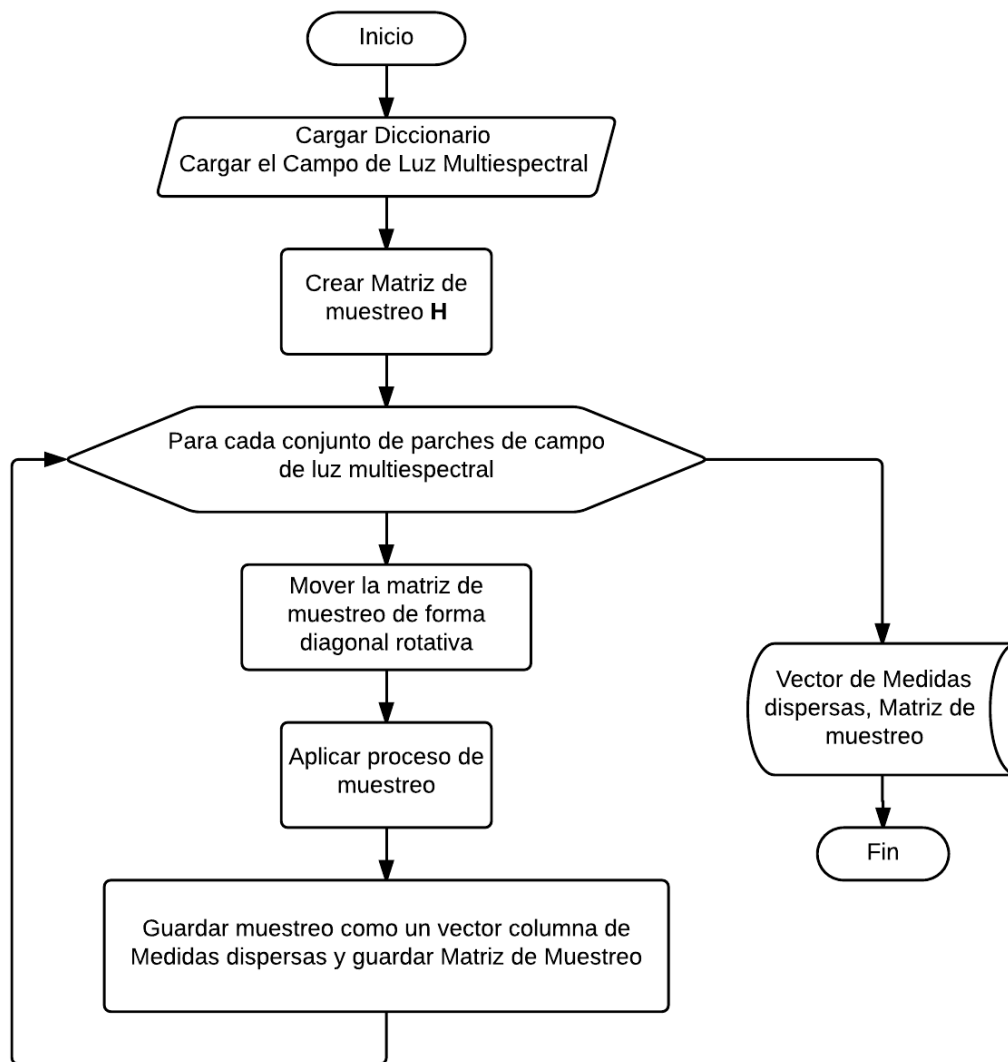 Inicio
Cargar Diccionario
Cargar el Campo de Luz Multiespectral
Crear Matriz de
muestreo H
Para cada conjunto de parches de campo
de luz multiespectral
Mover la matriz de
muestreo de forma
diagonal rotativa
Aplicar proceso de
muestreo
Guardar muestreo como un vector columna de
Medidas dispersas y guardar Matriz de Muestreo
Vector de Medidas
dispersas, Matriz de
muestreo
Fin